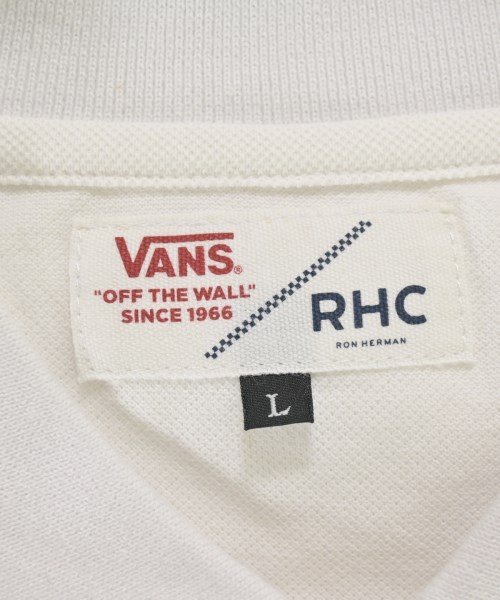 VANS®
"OFF THE WALL"
SINCE 1966
RHC
RON HERMAN
L